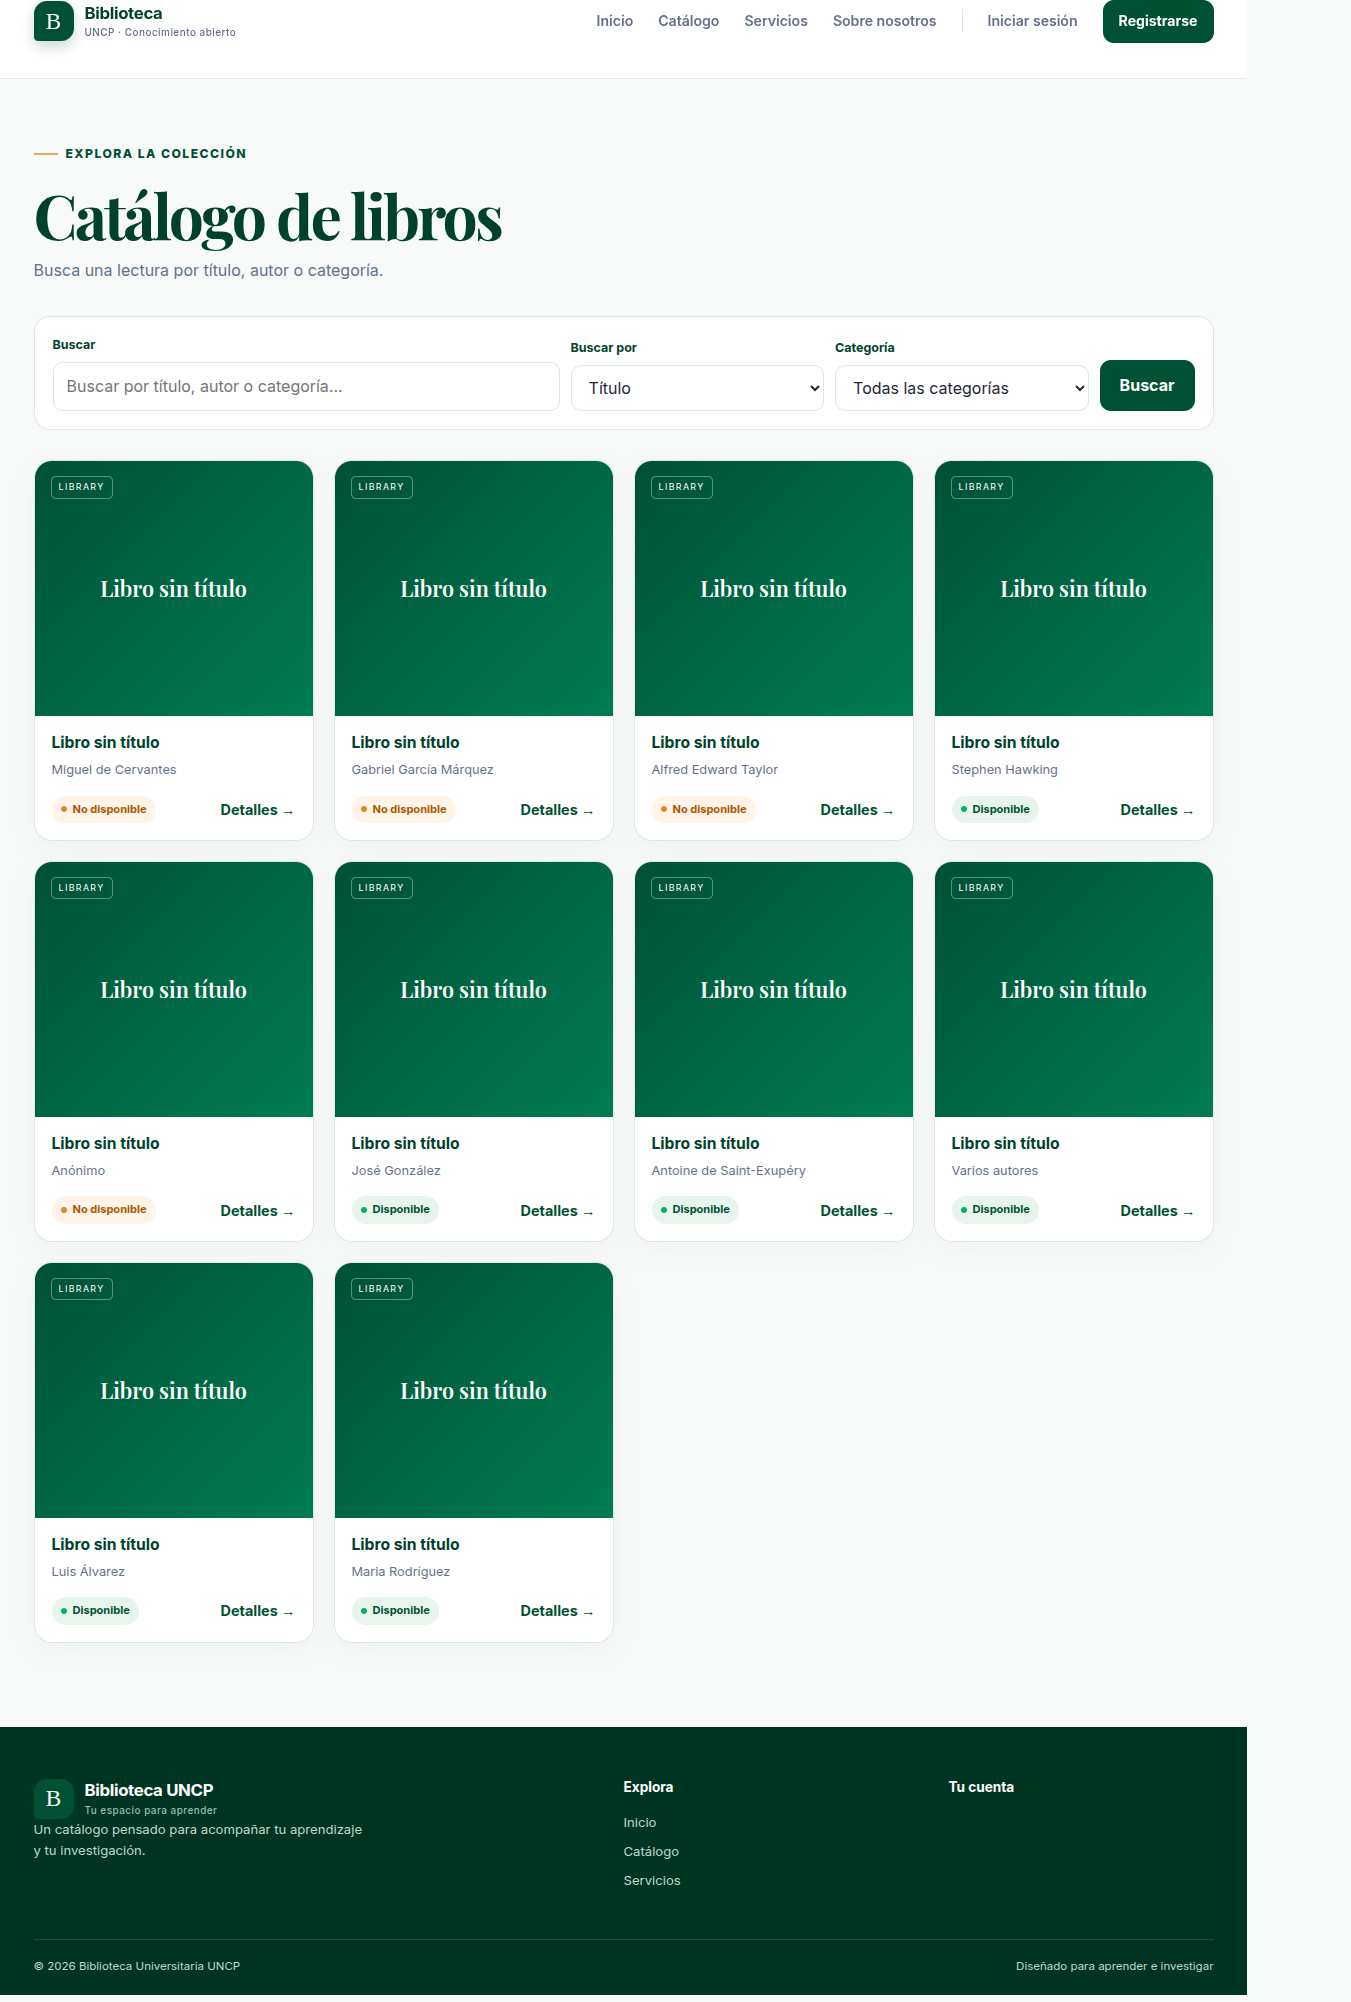 B
Biblioteca
UNCP · Conocimiento abierto
Inicio
Catálogo
Servicios
Sobre nosotros
Iniciar sesión
Registrarse
EXPLORA LA COLECCIÓN
Catálogo de libros
Busca una lectura por título, autor o categoría.
Buscar
Buscar por título, autor o categoría...
Buscar por
Título
Categoría
Todas las categorías
Buscar
LIBRARY
Libro sin título
Libro sin título
Miguel de Cervantes
No disponible
Detalles →
LIBRARY
Libro sin título
Libro sin título
Gabriel García Márquez
No disponible
Detalles →
LIBRARY
Libro sin título
Libro sin título
Alfred Edward Taylor
No disponible
Detalles →
LIBRARY
Libro sin título
Libro sin título
Stephen Hawking
Disponible
Detalles →
LIBRARY
Libro sin título
Libro sin título
Anónimo
No disponible
Detalles →
LIBRARY
Libro sin título
Libro sin título
José González
Disponible
Detalles →
LIBRARY
Libro sin título
Libro sin título
Antoine de Saint-Exupéry
Disponible
Detalles →
LIBRARY
Libro sin título
Libro sin título
Varios autores
Disponible
Detalles →
LIBRARY
Libro sin título
Libro sin título
Luis Álvarez
Disponible
Detalles →
LIBRARY
Libro sin título
Libro sin título
Maria Rodríguez
Disponible
Detalles →
B
Biblioteca UNCP
Tu espacio para aprender
Un catálogo pensado para acompañar tu aprendizaje
y tu investigación.
Explora
Inicio
Catálogo
Servicios
Tu cuenta
© 2026 Biblioteca Universitaria UNCP
Diseñado para aprender e investigar